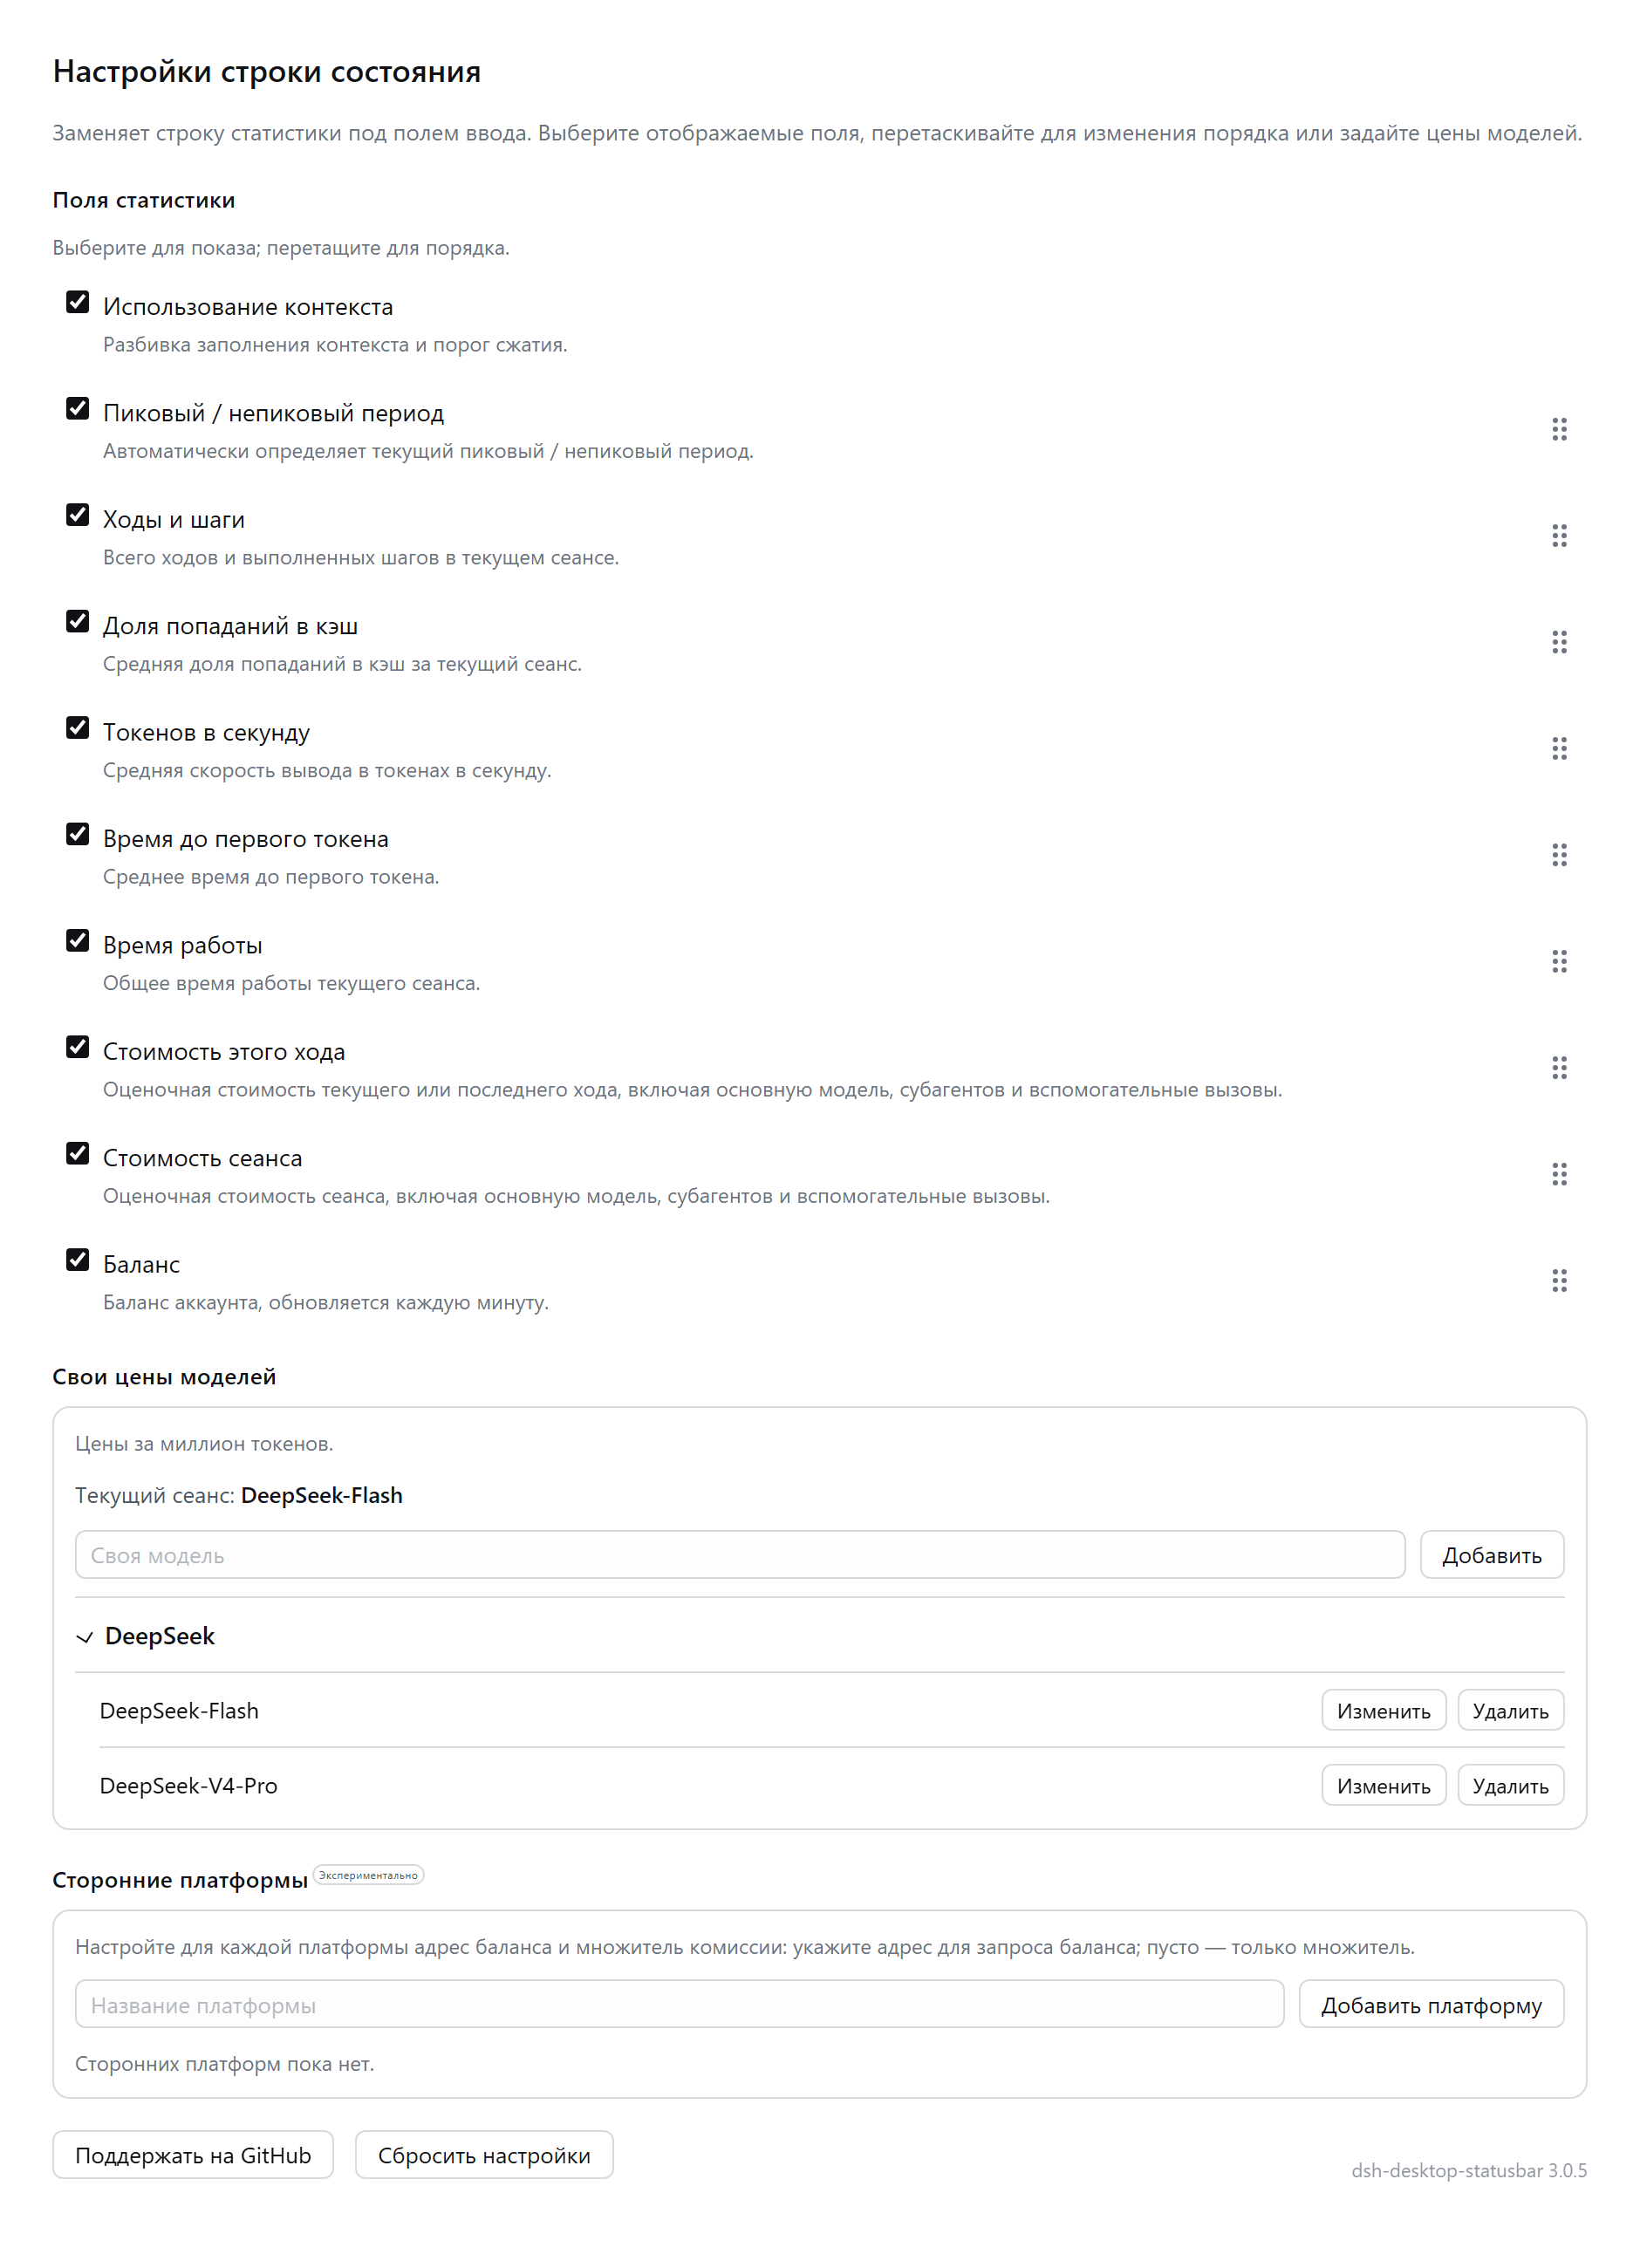 Настройки строки состояния
Заменяет строку статистики под полем ввода. Выберите отображаемые поля, перетаскивайте для изменения порядка или задайте цены моделей.
Поля статистики
Выберите для показа; перетащите для порядка.
Использование контекста
Разбивка заполнения контекста и порог сжатия.
Пиковый / непиковый период
Автоматически определяет текущий пиковый / непиковый период.
Ходы и шаги
Всего ходов и выполненных шагов в текущем сеансе.
Доля попаданий в кэш
Средняя доля попаданий в кэш за текущий сеанс.
Токенов в секунду
Средняя скорость вывода в токенах в секунду.
Время до первого токена
Среднее время до первого токена.
Время работы
Общее время работы текущего сеанса.
Стоимость этого хода
Оценочная стоимость текущего или последнего хода, включая основную модель, субагентов и вспомогательные вызовы.
Стоимость сеанса
Оценочная стоимость сеанса, включая основную модель, субагентов и вспомогательные вызовы.
Баланс
Баланс аккаунта, обновляется каждую минуту.
Свои цены моделей
Цены за миллион токенов.
Текущий сеанс: DeepSeek-Flash
Своя модель Добавить
DeepSeek
DeepSeek-Flash Изменить Удалить
DeepSeek-V4-Pro Изменить Удалить
Сторонние платформы Экспериментально
Настройте для каждой платформы адрес баланса и множитель комиссии: укажите адрес для запроса баланса; пусто — только множитель.
Название платформы Добавить платформу
Сторонних платформ пока нет.
Поддержать на GitHub Сбросить настройки dsh-desktop-statusbar 3.0.5